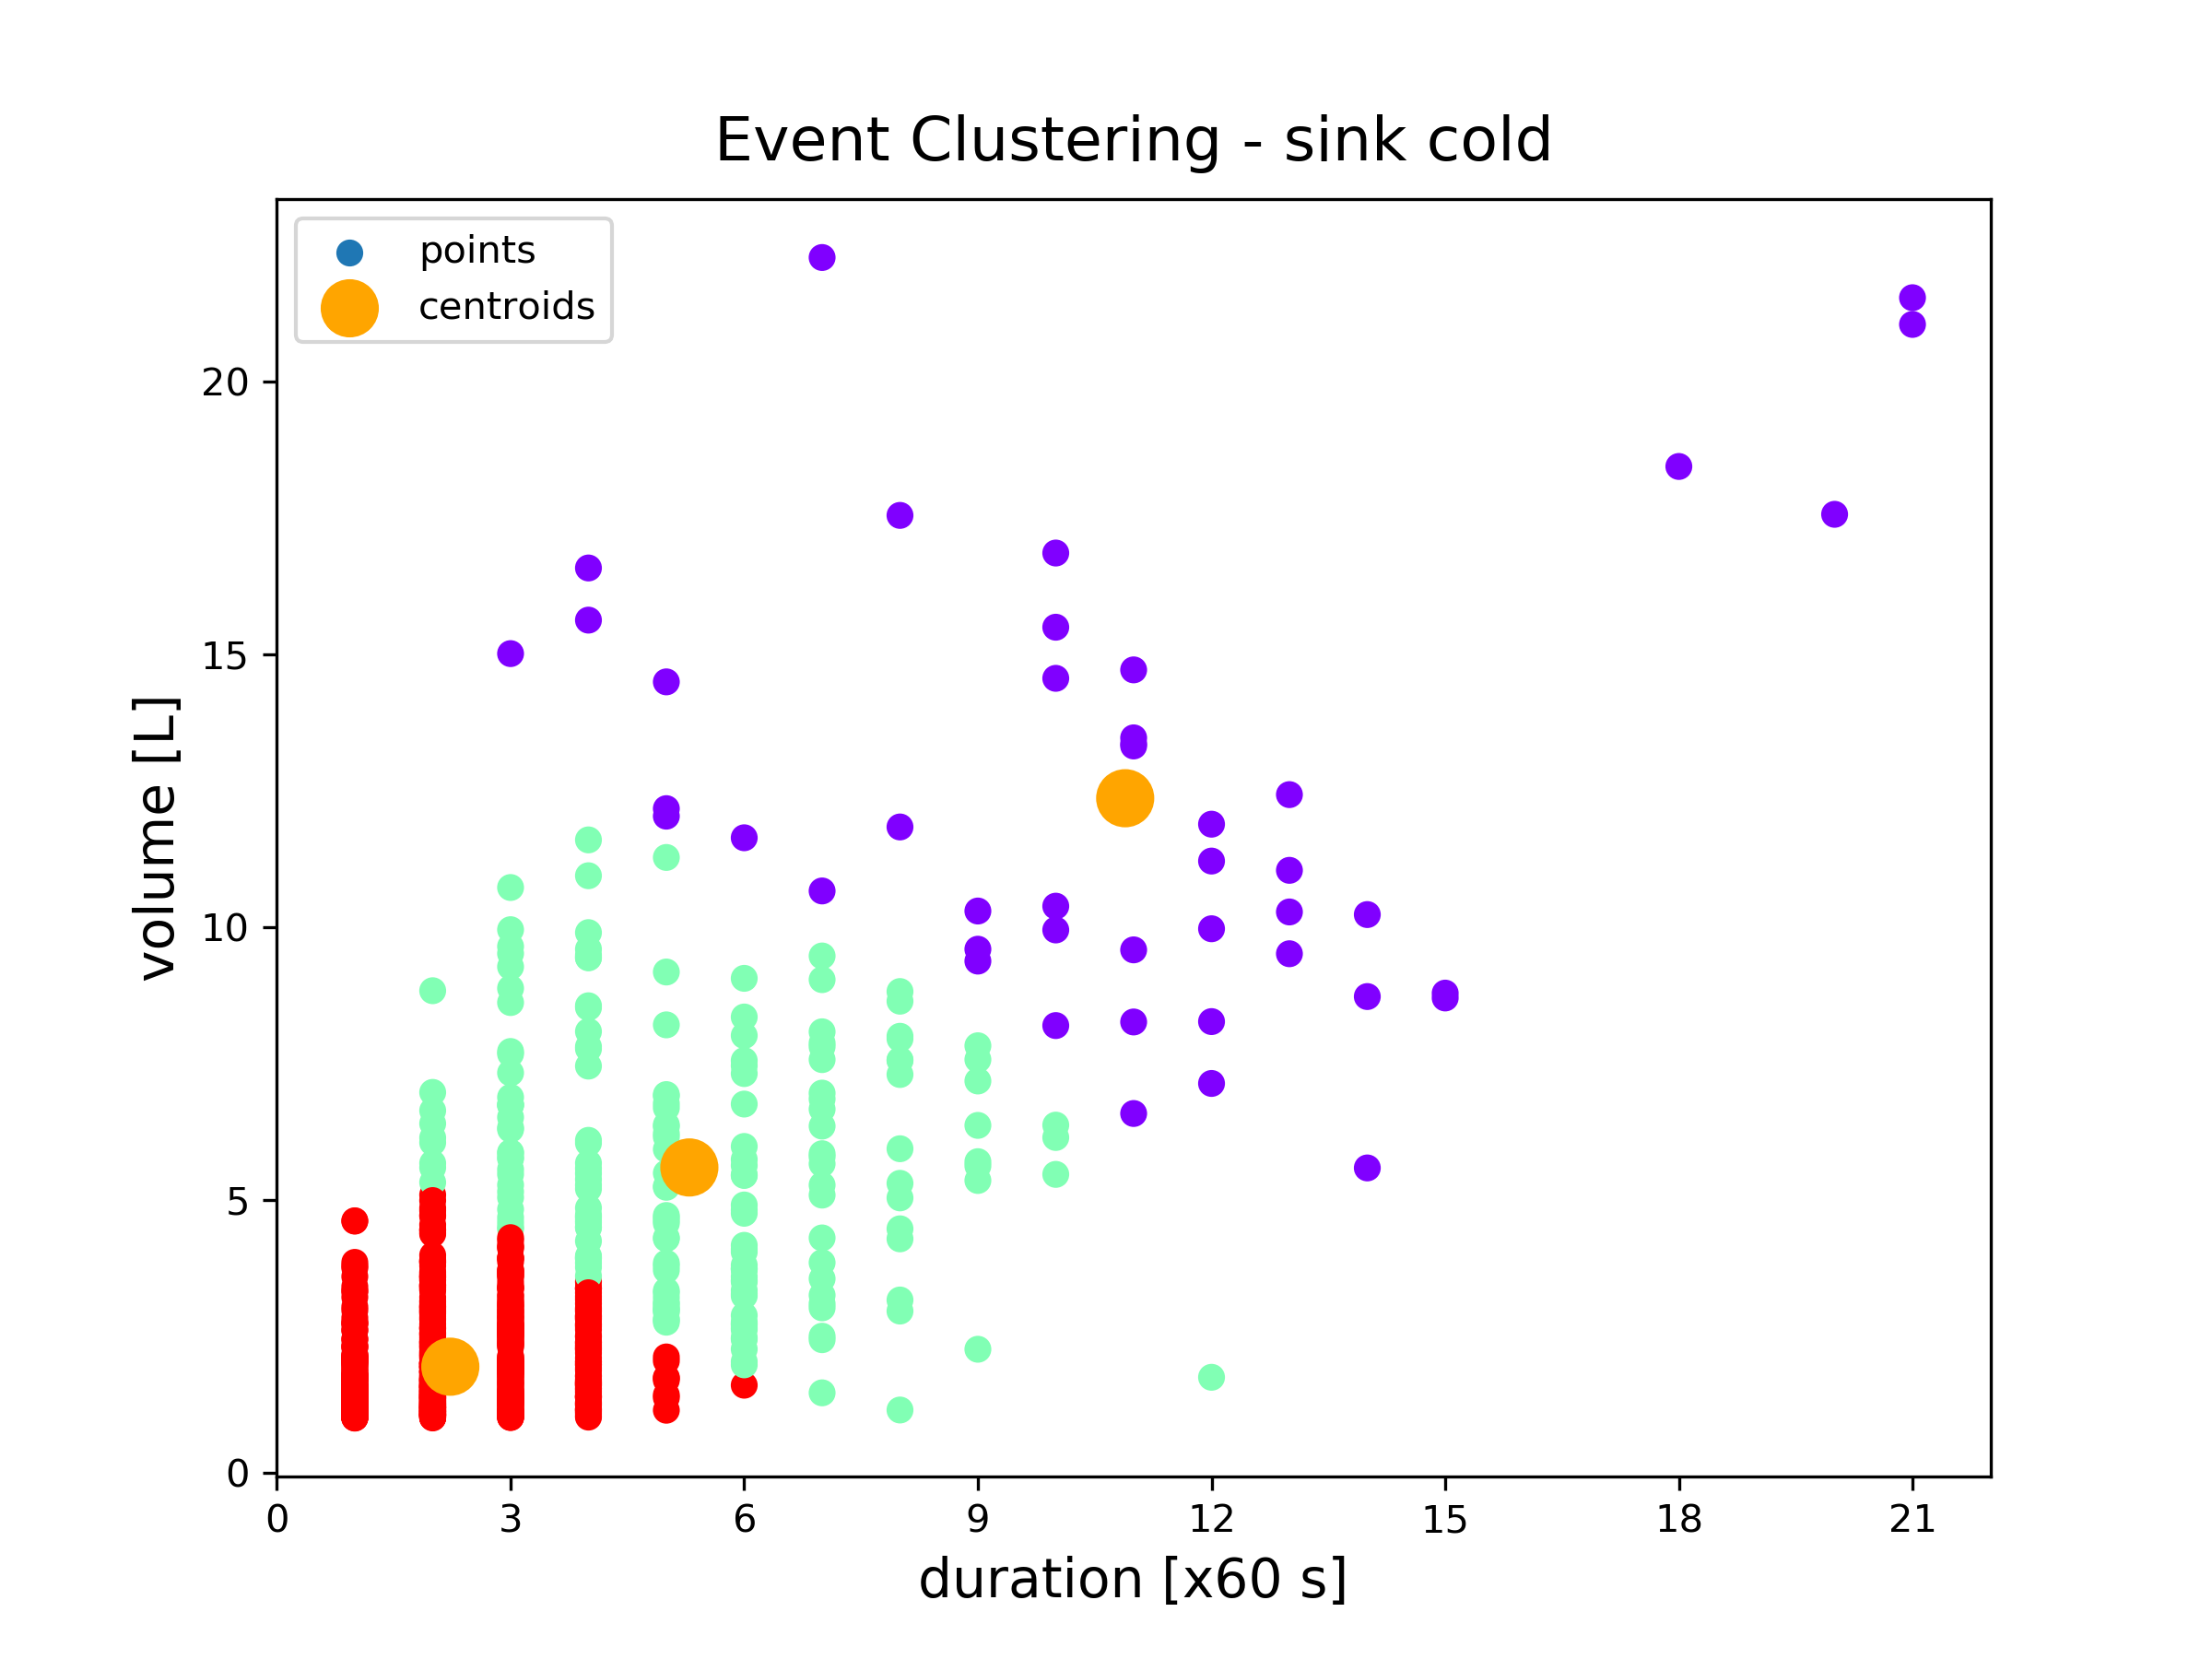 Event Clustering - sink cold
points
centroids
volume [L]
20
15
10
5
0
0 3 6 9 12 15 18 21
duration [x60 s]